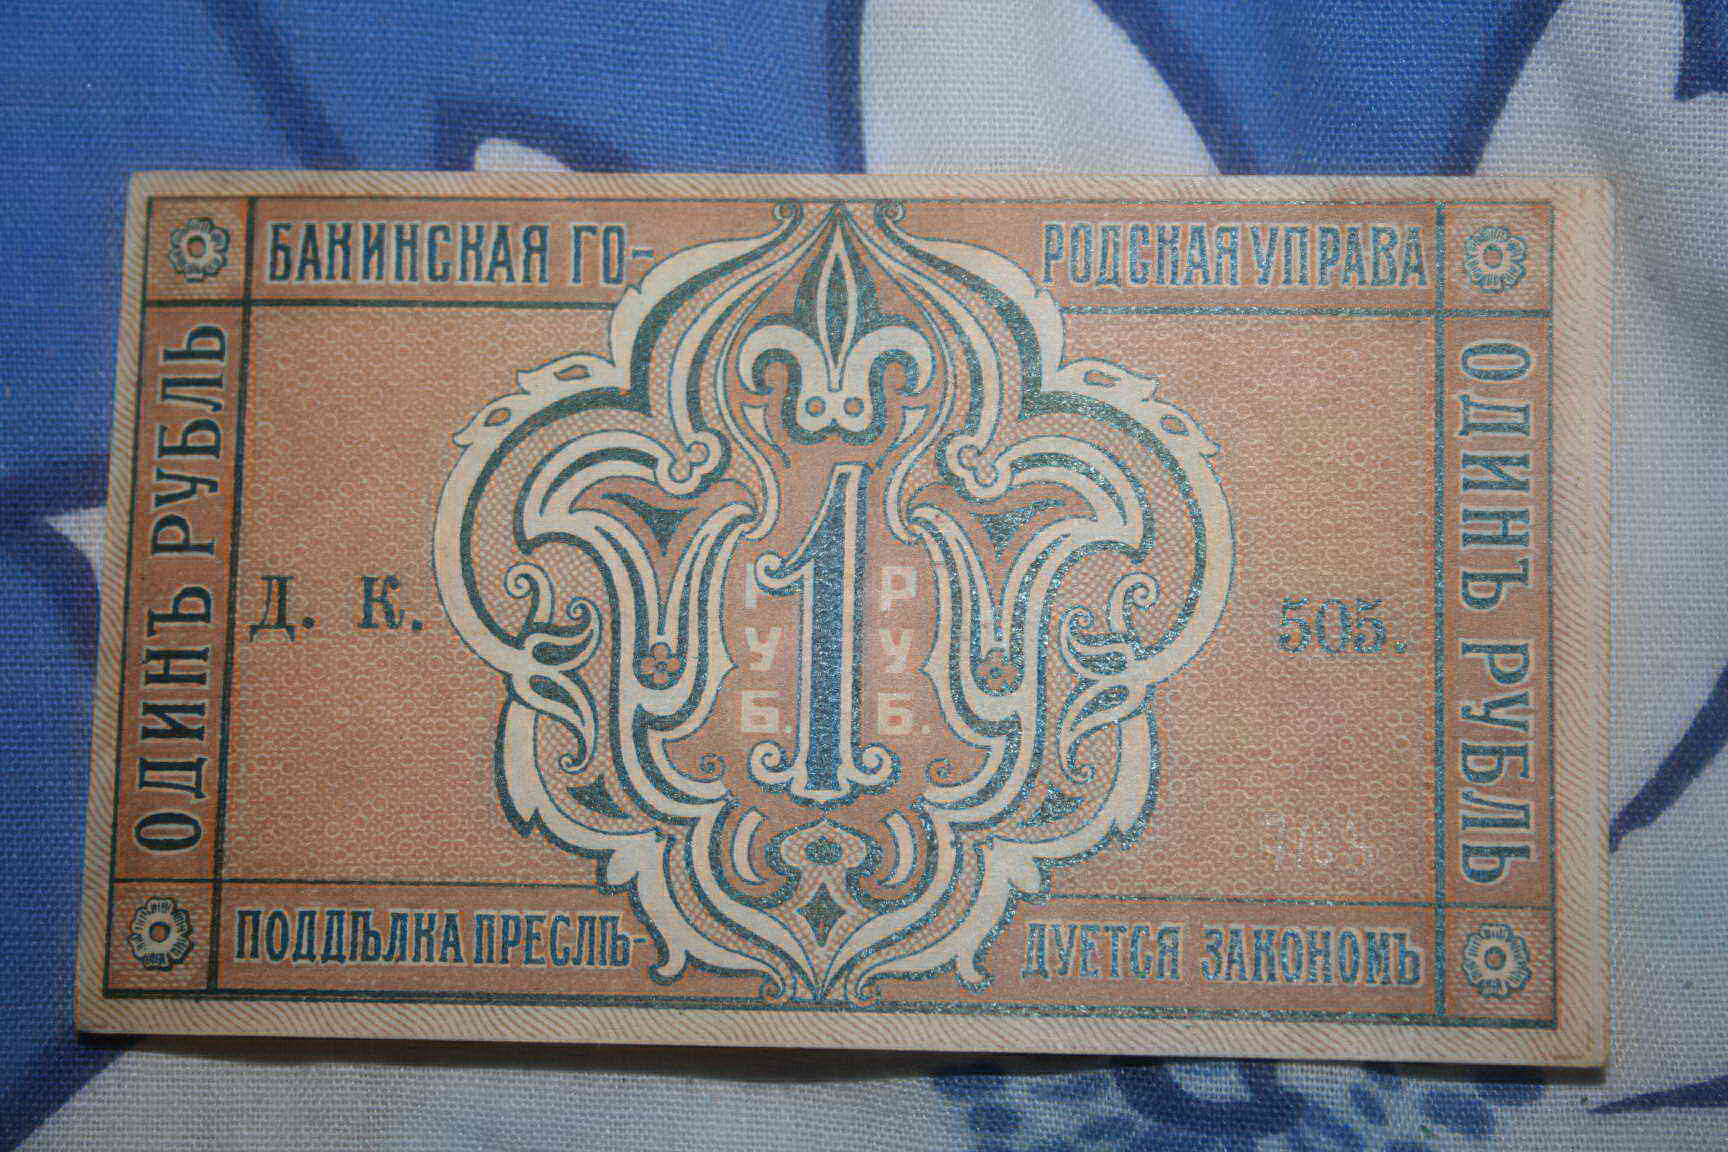 БАКИНСКАЯ ГО-
РОДСКАЯ УПРАВА
ОДИНЪ РУБЛЬ
Д. К.
1
РУБ.
РУБ.
505.
ОДИНЪ РУБЛЬ
ПОДДѢЛКА ПРЕСЛѢ-
ДУЕТСЯ ЗАКОНОМЪ